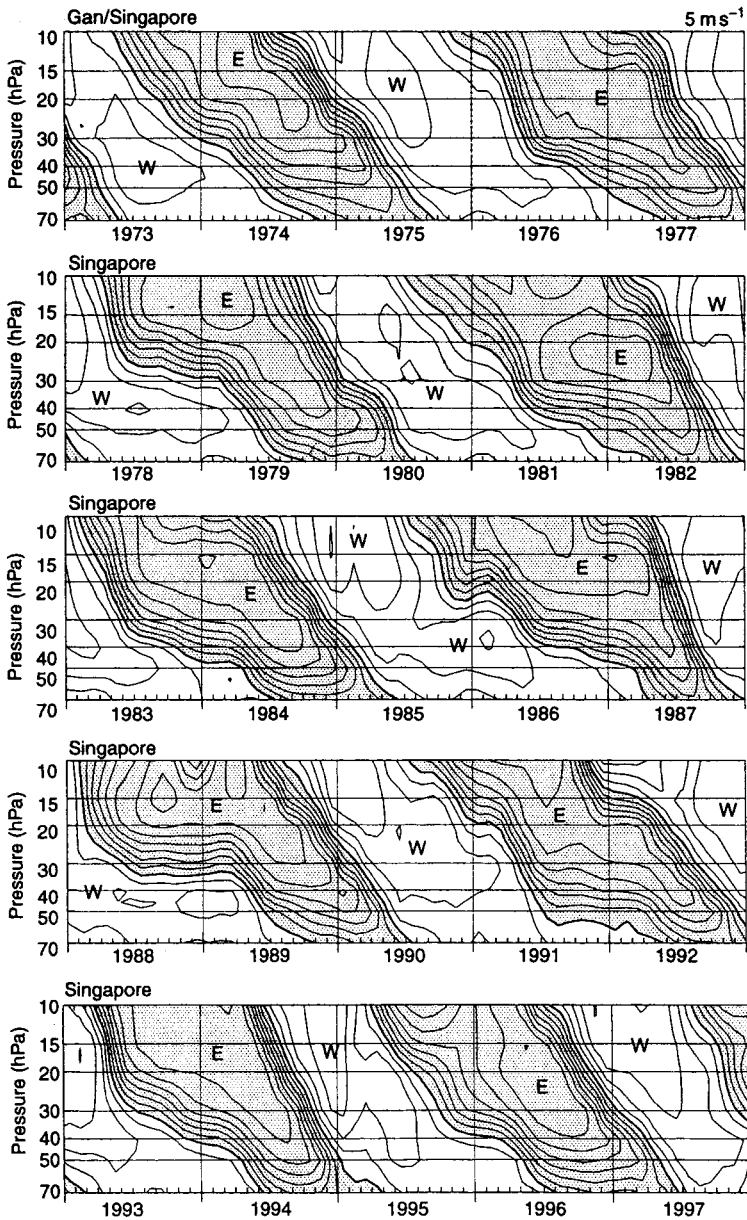 Gan/Singapore 5 m s⁻¹
Pressure (hPa)
10
15
20
30
40
50
70
E
W
E
W
1973 1974 1975 1976 1977
Singapore
Pressure (hPa)
10
15
20
30
40
50
70
E
W
E
W
W
1978 1979 1980 1981 1982
Singapore
10
15
20
30
40
50
70
W
E
W
E
W
1983 1984 1985 1986 1987
Singapore
Pressure (hPa)
10
15
20
30
40
50
70
E
W
E
W
W
1988 1989 1990 1991 1992
Singapore
Pressure (hPa)
10
15
20
30
40
50
70
E
W
W
E
1993 1994 1995 1996 1997